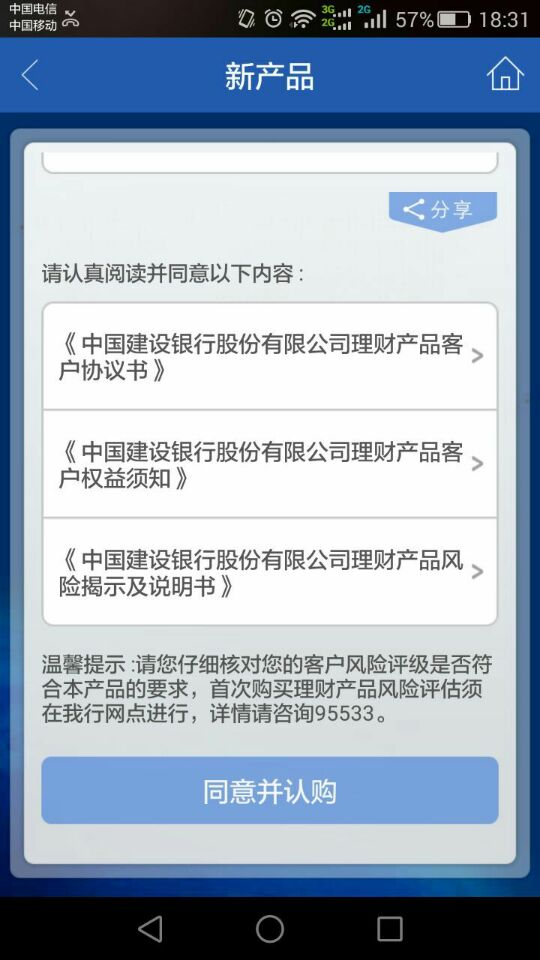 中国电信
中国移动
3G
2G
2G
57%
18:31
新产品
分享
请认真阅读并同意以下内容：
《中国建设银行股份有限公司理财产品客
户协议书》
《中国建设银行股份有限公司理财产品客
户权益须知》
《中国建设银行股份有限公司理财产品风
险揭示及说明书》
温馨提示:请您仔细核对您的客户风险评级是否符
合本产品的要求，首次购买理财产品风险评估须
在我行网点进行，详情请咨询95533。
同意并认购